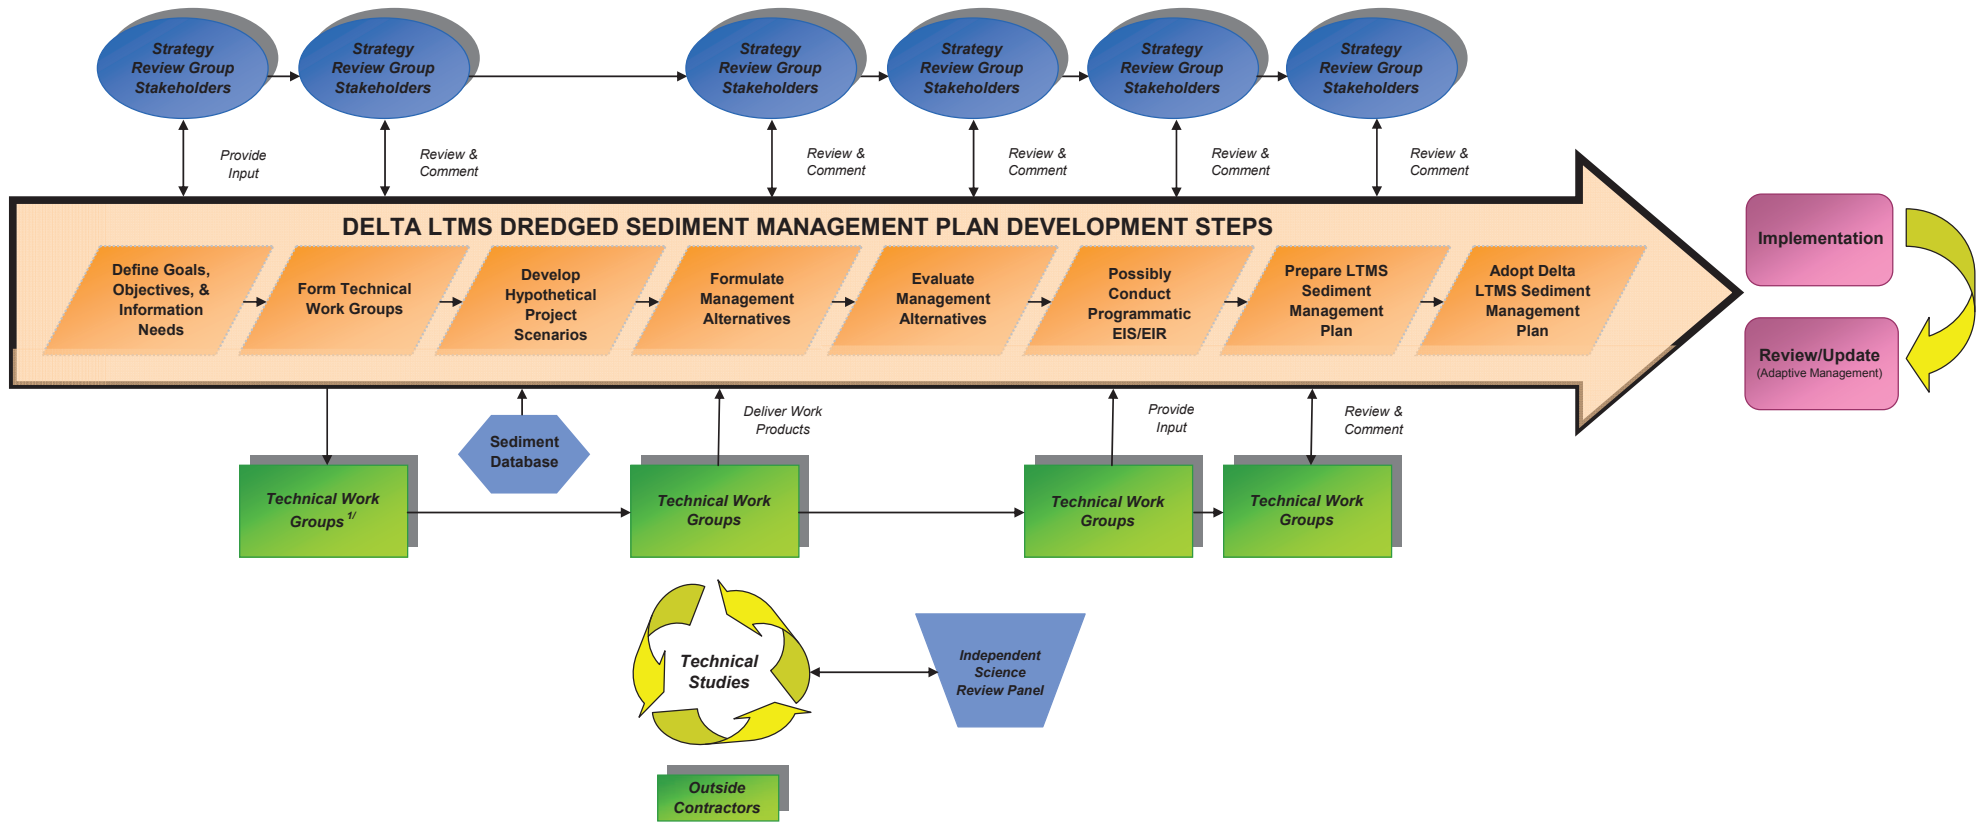 Strategy
Review Group
Stakeholders
Strategy
Review Group
Stakeholders
Strategy
Review Group
Stakeholders
Strategy
Review Group
Stakeholders
Strategy
Review Group
Stakeholders
Strategy
Review Group
Stakeholders
Provide
Input
Review &
Comment
Review &
Comment
Review &
Comment
Review &
Comment
Review &
Comment
DELTA LTMS DREDGED SEDIMENT MANAGEMENT PLAN DEVELOPMENT STEPS
Define Goals,
Objectives, &
Information
Needs
Form Technical
Work Groups
Develop
Hypothetical
Project
Scenarios
Formulate
Management
Alternatives
Evaluate
Management
Alternatives
Possibly
Conduct
Programmatic
EIS/EIR
Prepare LTMS
Sediment
Management
Plan
Adopt Delta
LTMS Sediment
Management
Plan
Implementation
Review/Update
(Adaptive Management)
Sediment
Database
Deliver Work
Products
Provide
Input
Review &
Comment
Technical Work
Groups 1/
Technical Work
Groups
Technical Work
Groups
Technical Work
Groups
Technical
Studies
Independent
Science
Review Panel
Outside
Contractors